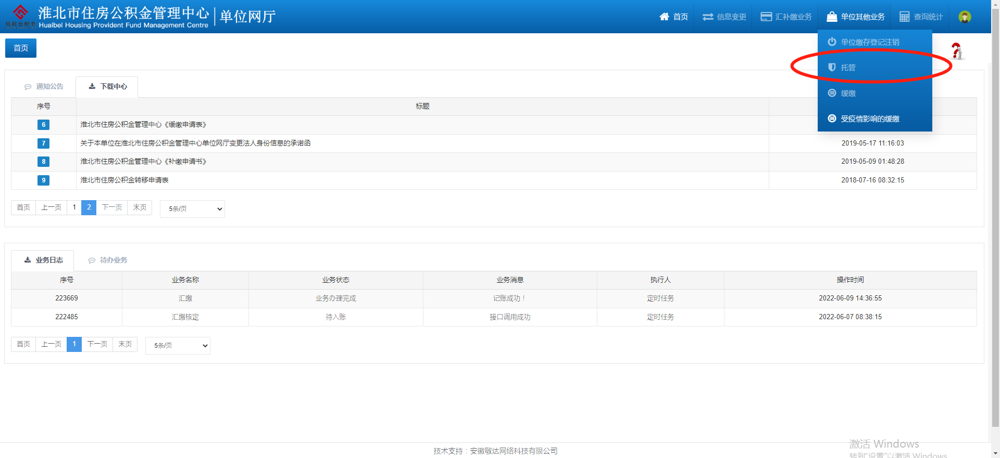 住房公积金
淮北市住房公积金管理中心
Huaibei Housing Provident Fund Management Centre
单位网厅
首页
信息变更
汇补缴业务
单位其他业务
查询统计
单位缴存登记注销
托管
缓缴
受疫情影响的缓缴
首页
通知公告 下载中心
序号 标题
6 淮北市住房公积金管理中心《缓缴申请表》
7 关于本单位在淮北市住房公积金管理中心单位网厅变更法人身份信息的承诺函 2019-05-17 11:16:03
8 淮北市住房公积金管理中心《补缴申请书》 2019-05-09 01:48:28
9 淮北市住房公积金转移申请表 2018-07-16 08:32:15
首页 上一页 1 2 下一页 末页 5条/页
业务日志 待办业务
序号 业务名称 业务状态 业务消息 执行人 操作时间
223669 汇缴 业务办理完成 记账成功！ 定时任务 2022-06-09 14:36:55
222485 汇缴核定 待入账 接口调用成功 定时任务 2022-06-07 08:38:15
首页 上一页 1 下一页 末页 5条/页
技术支持：安徽敏达网络科技有限公司
激活 Windows
转到"设置"以激活 Windows。